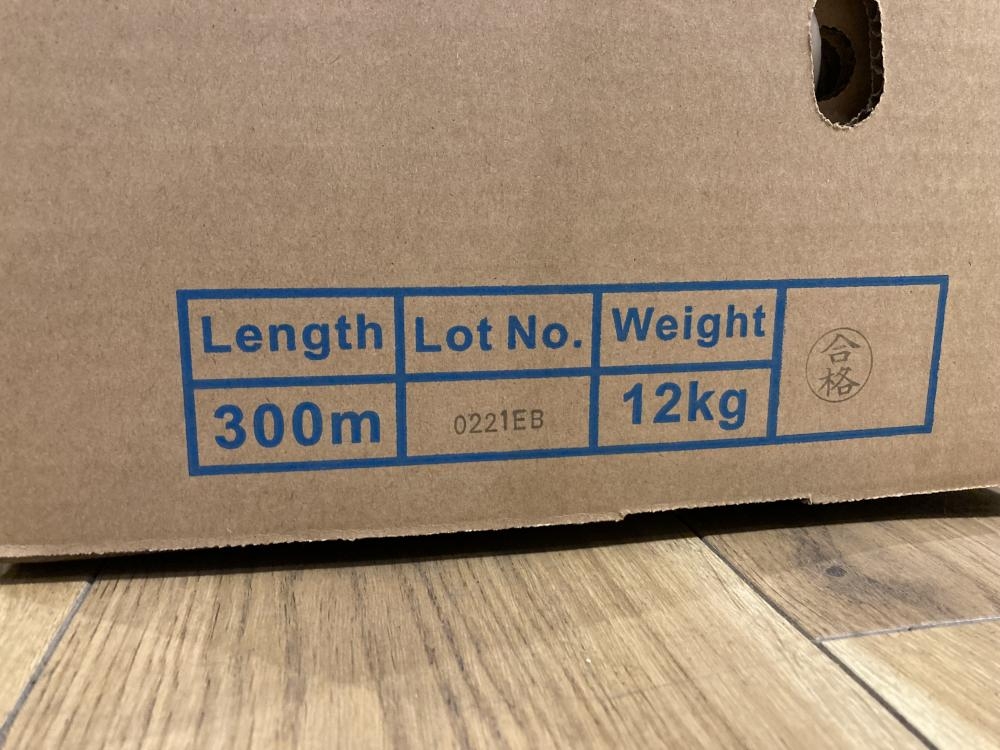 Length Lot No. Weight
300m 0221EB 12kg
合格